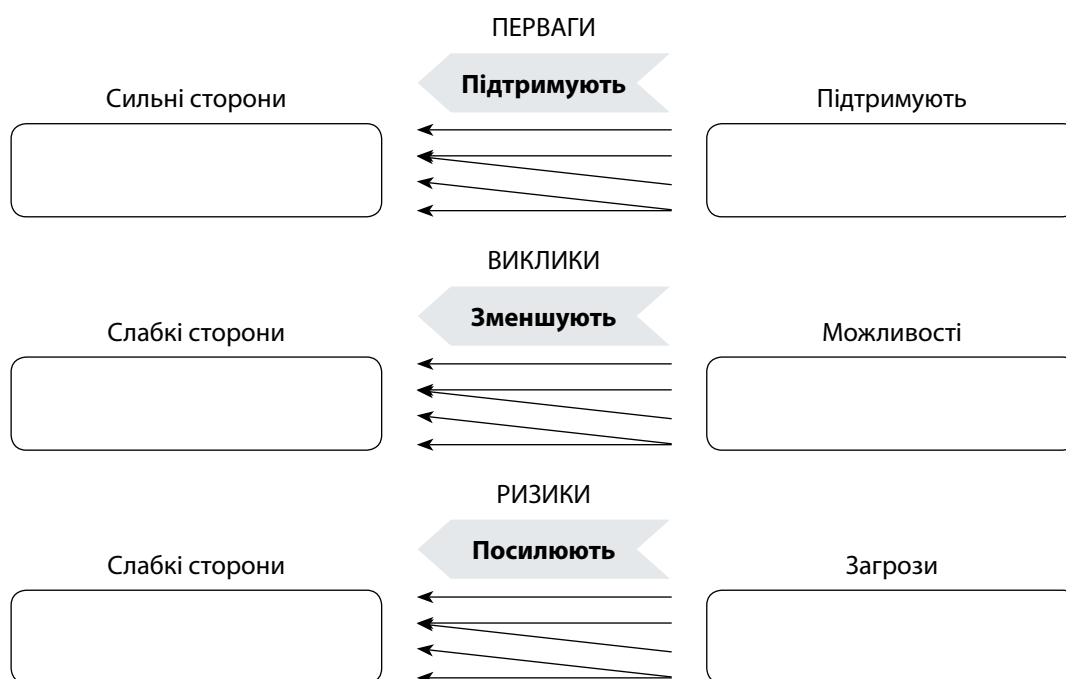 ПЕРВАГИ
Підтримують
Сильні сторони
Підтримують
ВИКЛИКИ
Зменшують
Слабкі сторони
Можливості
РИЗИКИ
Посилюють
Слабкі сторони
Загрози